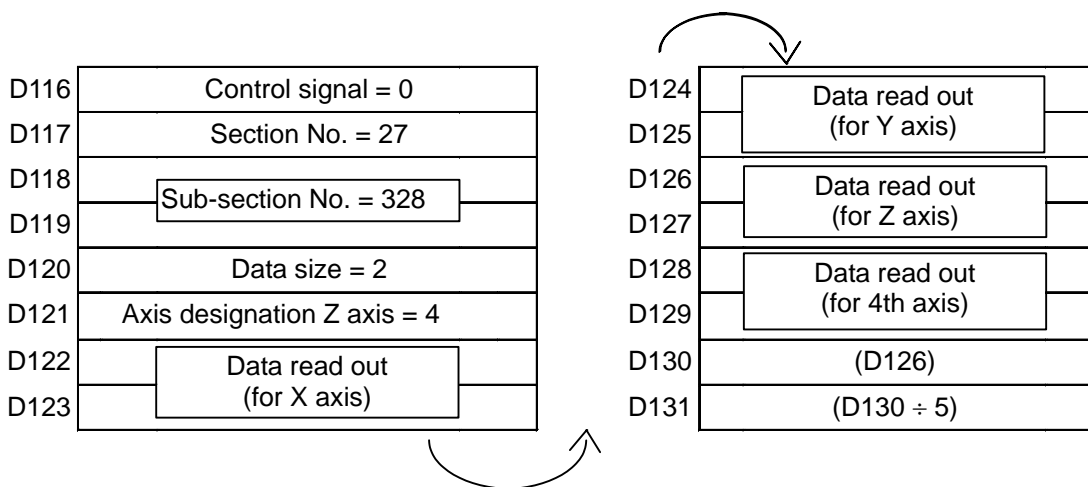 D116 Control signal = 0
D117 Section No. = 27
D118
Sub-section No. = 328
D119
D120 Data size = 2
D121 Axis designation Z axis = 4
D122 Data read out
D123 (for X axis)
D124 Data read out
D125 (for Y axis)
D126 Data read out
D127 (for Z axis)
D128 Data read out
D129 (for 4th axis)
D130 (D126)
D131 (D130 ÷ 5)